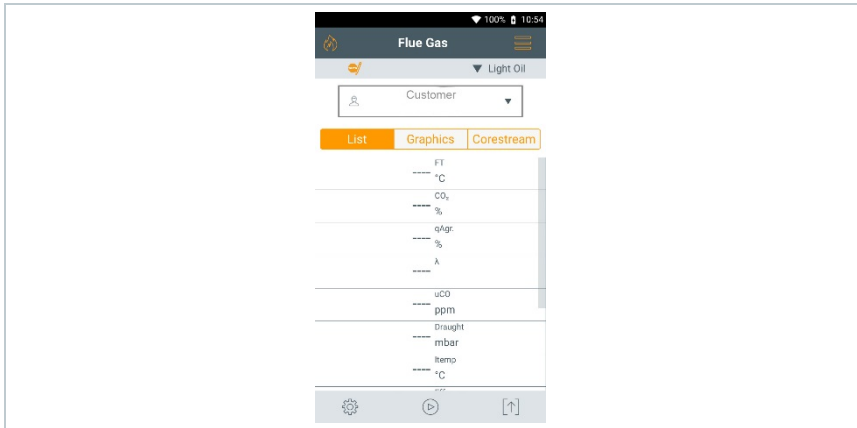 100% 10:54
Flue Gas
Light Oil
Customer
List Graphics Corestream
FT
---- °C
CO₂
---- %
qAgr.
---- %
λ
----
uCO
---- ppm
Draught
---- mbar
Itemp
---- °C